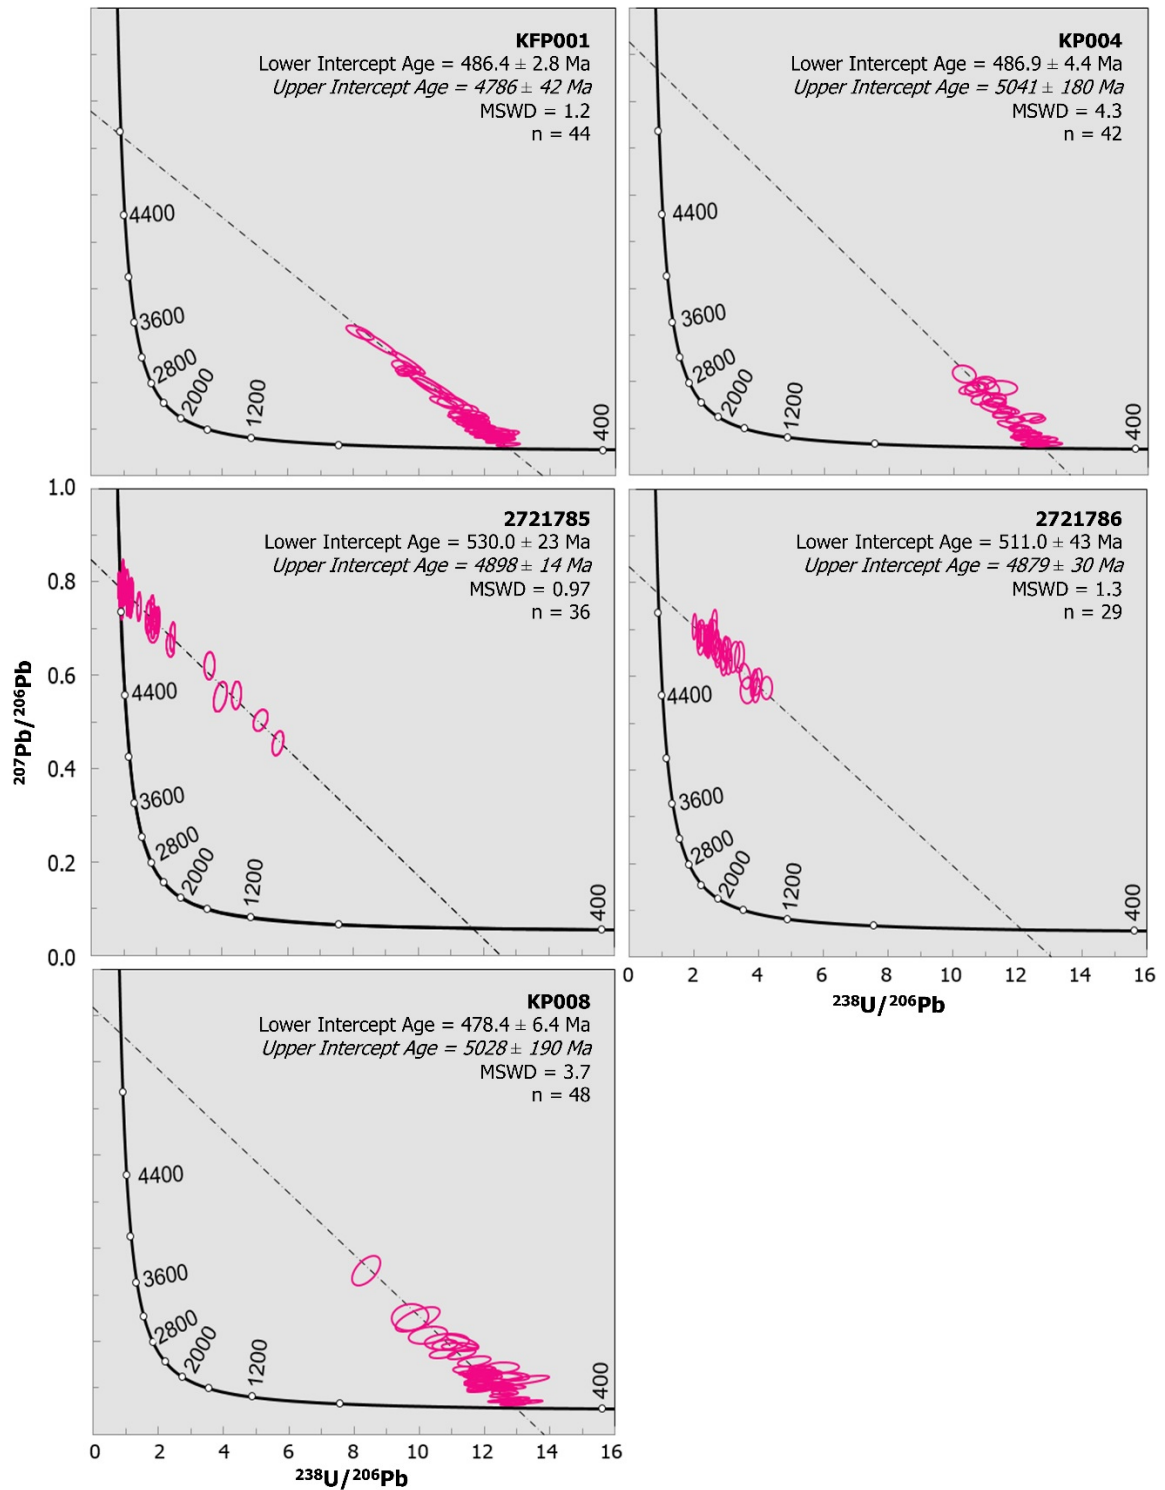 KFP001
Lower Intercept Age = 486.4 ± 2.8 Ma
Upper Intercept Age = 4786 ± 42 Ma
MSWD = 1.2
n = 44
4400
3600
2800
2000
1200
400
KP004
Lower Intercept Age = 486.9 ± 4.4 Ma
Upper Intercept Age = 5041 ± 180 Ma
MSWD = 4.3
n = 42
4400
3600
2800
2000
1200
400
1.0
0.8
0.6
0.4
0.2
0.0
²⁰⁷Pb/²⁰⁶Pb
2721785
Lower Intercept Age = 530.0 ± 23 Ma
Upper Intercept Age = 4898 ± 14 Ma
MSWD = 0.97
n = 36
4400
3600
2800
2000
1200
400
2721786
Lower Intercept Age = 511.0 ± 43 Ma
Upper Intercept Age = 4879 ± 30 Ma
MSWD = 1.3
n = 29
4400
3600
2800
2000
1200
400
2 4 6 8 10 12 14 16
²³⁸U/²⁰⁶Pb
KP008
Lower Intercept Age = 478.4 ± 6.4 Ma
Upper Intercept Age = 5028 ± 190 Ma
MSWD = 3.7
n = 48
4400
3600
2800
2000
1200
400
0 2 4 6 8 10 12 14 16
²³⁸U/²⁰⁶Pb